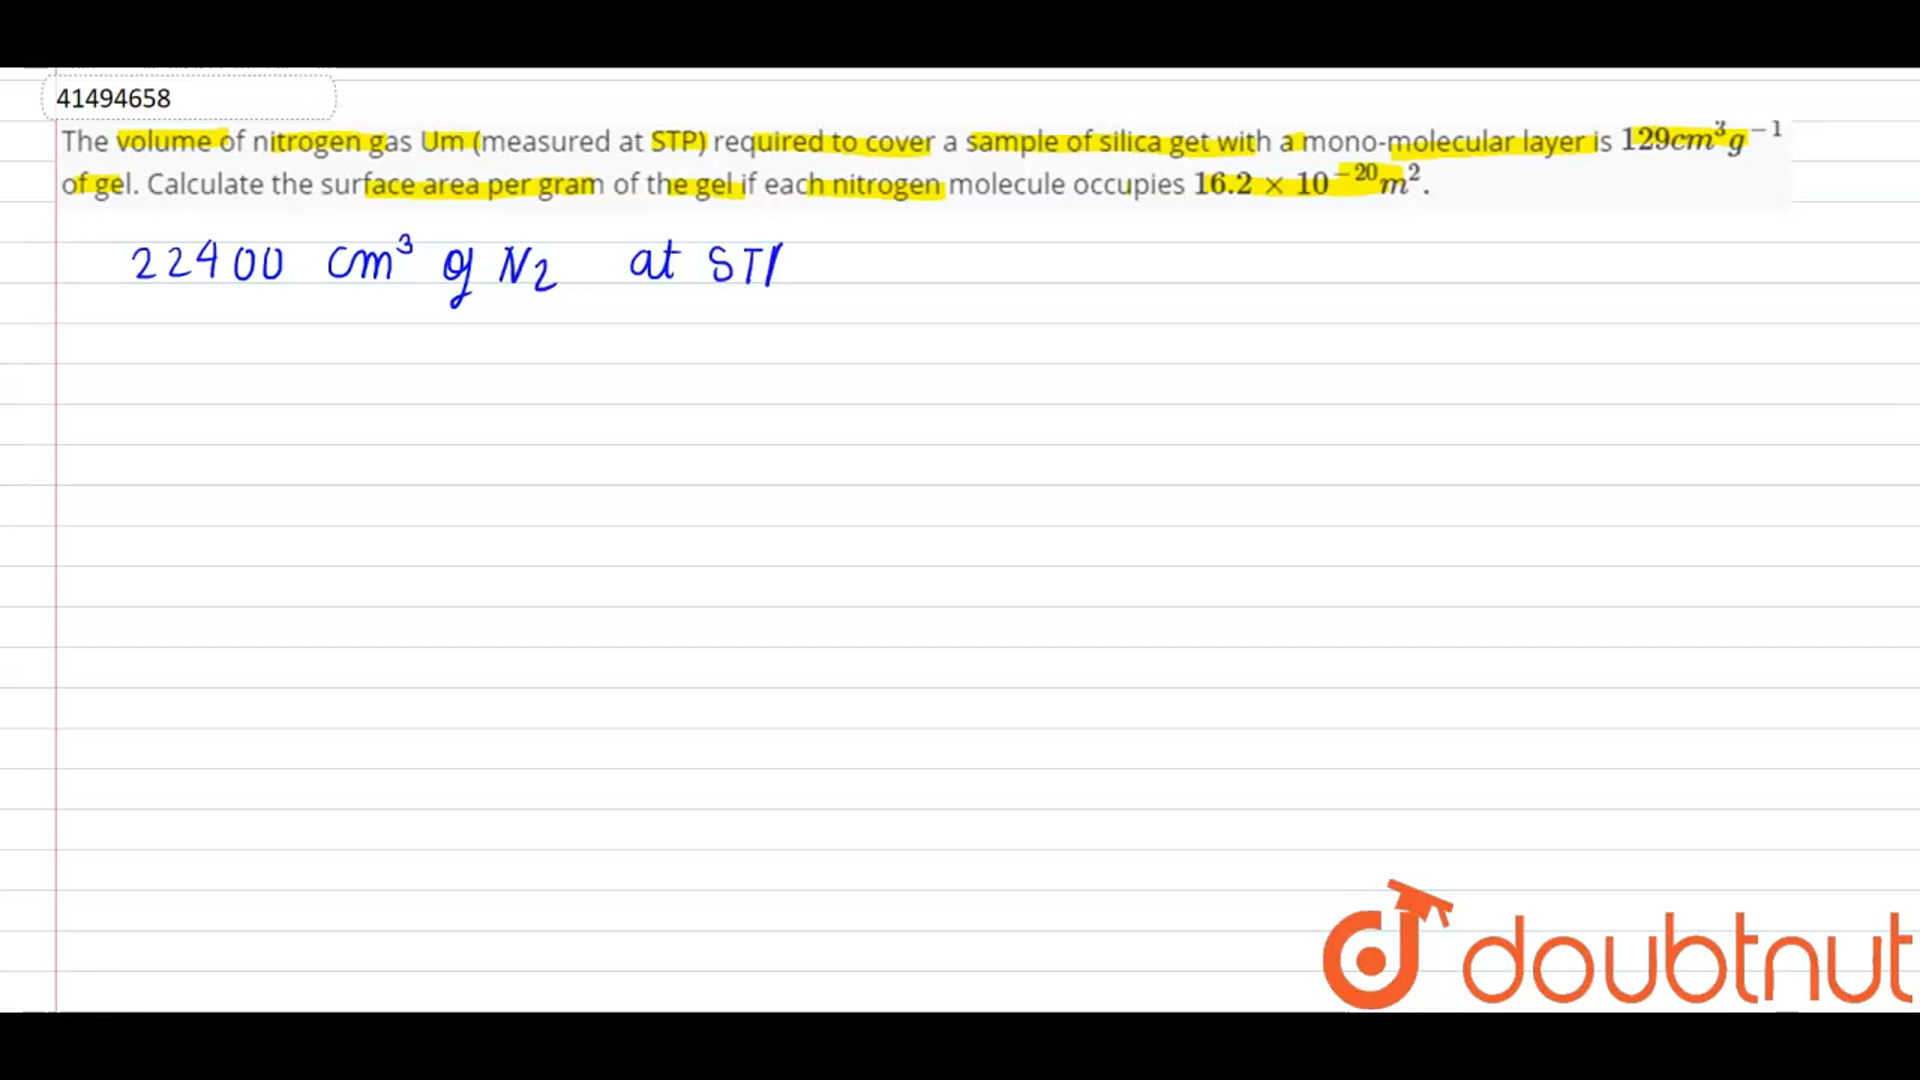 41494658
The volume of nitrogen gas Um (measured at STP) required to cover a sample of silica get with a mono-molecular layer is 129cm³g⁻¹
of gel. Calculate the surface area per gram of the gel if each nitrogen molecule occupies 16.2 × 10⁻²⁰m².
22400 cm³ of N2 at STP
doubtnut